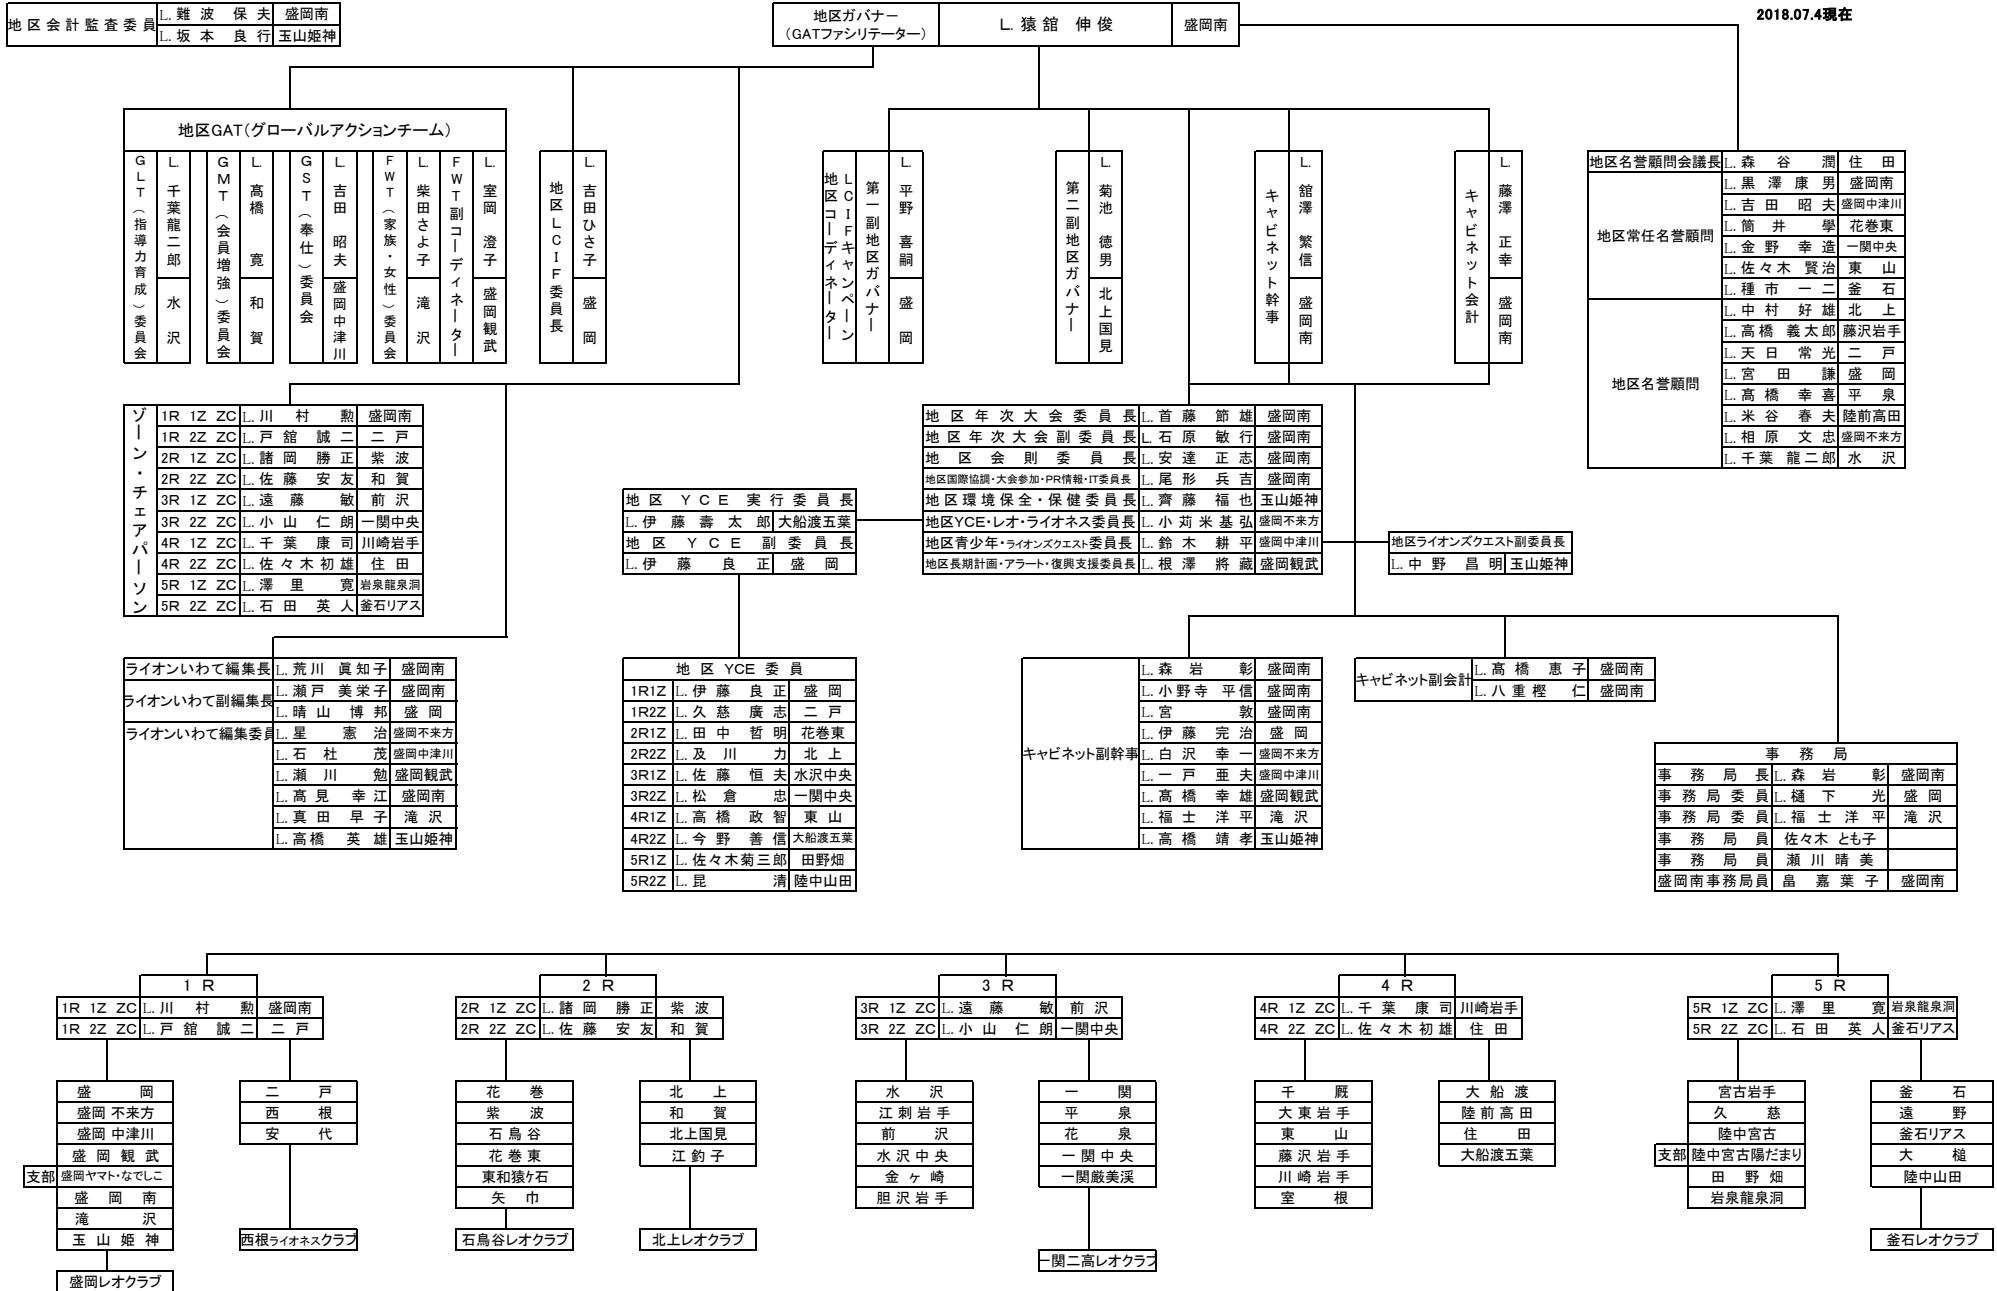 地区会計監査委員 L. 難波 保夫 盛岡南
L. 坂本 良行 玉山姫神
地区ガバナー
（GATファシリテーター） L. 猿舘 伸俊 盛岡南
2018.07.4現在
地区GAT（グローバルアクションチーム）
GLT（指導力育成）委員会 L. 千葉龍二郎 水沢
GMT（会員増強）委員会 L. 髙橋 寛 和賀
GST（奉仕）委員会 L. 吉田 昭夫 盛岡中津川
FWT（家族・女性）委員会 L. 柴田さよ子 滝沢
FWT副コーディネーター L. 室岡 澄子 盛岡観武
地区LCIF委員長 L. 吉田ひさ子 盛岡
LCIFキャンペーン
地区コーディネーター
第一副地区ガバナー L. 平野 喜嗣 盛岡
第二副地区ガバナー L. 菊池 徳男 北上国見
キャビネット幹事 L. 舘澤 繁信 盛岡南
キャビネット会計 L. 藤澤 正幸 盛岡南
地区名誉顧問会議長 L. 森谷 潤 住田
地区常任名誉顧問
L. 黒澤康男 盛岡南
L. 吉田 昭夫 盛岡中津川
L. 筒井 學 花巻東
L. 金野 幸造 一関中央
L. 佐々木 賢治 東山
L. 種市 一二 釜石
地区名誉顧問
L. 中村 好雄 北上
L. 高橋 義太郎 藤沢岩手
L. 天日 常光 二戸
L. 宮田 謙 盛岡
L. 髙橋 幸喜 平泉
L. 米谷 春夫 陸前高田
L. 相原 文忠 盛岡不来方
L. 千葉 龍二郎 水沢
ゾーン・チェアパーソン
1R 1Z ZC L. 川村 勲 盛岡南
1R 2Z ZC L. 戸舘 誠二 二戸
2R 1Z ZC L. 諸岡 勝正 紫波
2R 2Z ZC L. 佐藤 安友 和賀
3R 1Z ZC L. 遠藤 敏 前沢
3R 2Z ZC L. 小山 仁朗 一関中央
4R 1Z ZC L. 千葉 康司 川崎岩手
4R 2Z ZC L. 佐々木初雄 住田
5R 1Z ZC L. 澤里 寛 岩泉龍泉洞
5R 2Z ZC L. 石田 英人 釜石リアス
地区年次大会委員長 L. 首藤 節雄 盛岡南
地区年次大会副委員長 L. 石原 敏行 盛岡南
地区会則委員長 L. 安達 正志 盛岡南
地区国際協調・大会参加・PR情報・IT委員長 L. 尾形 兵吉 盛岡南
地区環境保全・保健委員長 L. 齊藤 福也 玉山姫神
地区YCE・レオ・ライオネス委員長 L. 小苅米基弘 盛岡不来方
地区青少年・ライオンズクエスト委員長 L. 鈴木 耕平 盛岡中津川
地区長期計画・アラート・復興支援委員長 L. 根澤 將藏 盛岡観武
地区 YCE 実行委員長
L. 伊藤 壽太郎 大船渡五葉
地区 YCE 副委員長
L. 伊藤 良正 盛岡
地区ライオンズクエスト副委員長
L. 中野 昌明 玉山姫神
ライオンいわて編集長 L. 荒川 眞知子 盛岡南
ライオンいわて副編集長 L. 瀬戸 美栄子 盛岡南
L. 晴山 博邦 盛岡
ライオンいわて編集委員 L. 星 憲治 盛岡不来方
L. 石杜 茂 盛岡中津川
L. 瀬川 勉 盛岡観武
L. 髙見 幸江 盛岡南
L. 真田 早子 滝沢
L. 高橋 英雄 玉山姫神
地区 YCE 委員
1R1Z L. 伊藤 良正 盛岡
1R2Z L. 久慈 廣志 二戸
2R1Z L. 田中 哲明 花巻東
2R2Z L. 及川 力 北上
3R1Z L. 佐藤 恒夫 水沢中央
3R2Z L. 松倉 忠 一関中央
4R1Z L. 高橋 政智 東山
4R2Z L. 今野 善信 大船渡五葉
5R1Z L. 佐々木菊三郎 田野畑
5R2Z L. 昆 清 陸中山田
キャビネット副幹事
L. 森岩 彰 盛岡南
L. 小野寺 平信 盛岡南
L. 宮 敦 盛岡南
L. 伊藤 完治 盛岡
L. 白沢 幸一 盛岡不来方
L. 一戸 亜夫 盛岡中津川
L. 髙橋 幸雄 盛岡観武
L. 福士 洋平 滝沢
L. 高橋 靖孝 玉山姫神
キャビネット副会計 L. 髙橋 恵子 盛岡南
L. 八重樫 仁 盛岡南
事務局
事務局長 L. 森岩 彰 盛岡南
事務局委員 L. 樋下 光 盛岡
事務局委員 L. 福士洋平 滝沢
事務局員 佐々木 とも子
事務局員 瀬川晴美
盛岡南事務局員 畠 嘉葉子 盛岡南
1 R
1R 1Z ZC L. 川村 勲 盛岡南
1R 2Z ZC L. 戸舘 誠二 二戸
2 R
2R 1Z ZC L. 諸岡 勝正 紫波
2R 2Z ZC L. 佐藤 安友 和賀
3 R
3R 1Z ZC L. 遠藤 敏 前沢
3R 2Z ZC L. 小山 仁朗 一関中央
4 R
4R 1Z ZC L. 千葉 康司 川崎岩手
4R 2Z ZC L. 佐々木初雄 住田
5 R
5R 1Z ZC L. 澤里 寛 岩泉龍泉洞
5R 2Z ZC L. 石田 英人 釜石リアス
盛岡
盛岡 不来方
盛岡 中津川
盛岡観武
支部 盛岡ヤマト・なでしこ
盛岡南
滝沢
玉山姫神
盛岡レオクラブ
二戸
西根
安代
西根ライオネスクラブ
花巻
紫波
石鳥谷
花巻東
東和猿ケ石
矢巾
石鳥谷レオクラブ
北上
和賀
北上国見
江釣子
北上レオクラブ
水沢
江刺岩手
前沢
水沢中央
金ヶ崎
胆沢岩手
一関
平泉
花泉
一関中央
一関厳美渓
一関二高レオクラブ
千厩
大東岩手
東山
藤沢岩手
川崎岩手
室根
大船渡
陸前高田
住田
大船渡五葉
宮古岩手
久慈
陸中宮古
支部 陸中宮古陽だまり
田野畑
岩泉龍泉洞
釜石
遠野
釜石リアス
大槌
陸中山田
釜石レオクラブ